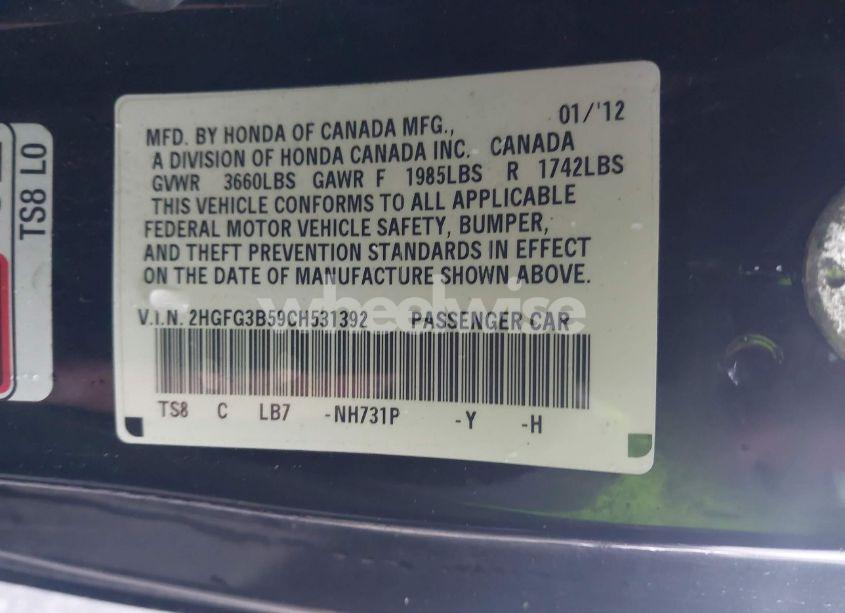 01/'12
MFD. BY HONDA OF CANADA MFG.,
A DIVISION OF HONDA CANADA INC. CANADA
GVWR 3660LBS GAWR F 1985LBS R 1742LBS
THIS VEHICLE CONFORMS TO ALL APPLICABLE
FEDERAL MOTOR VEHICLE SAFETY, BUMPER,
AND THEFT PREVENTION STANDARDS IN EFFECT
ON THE DATE OF MANUFACTURE SHOWN ABOVE.
V.I.N. 2HGFG3B59CH531392 PASSENGER CAR
TS8 C LB7 -NH731P -Y -H
TS8 L0
wheelwise